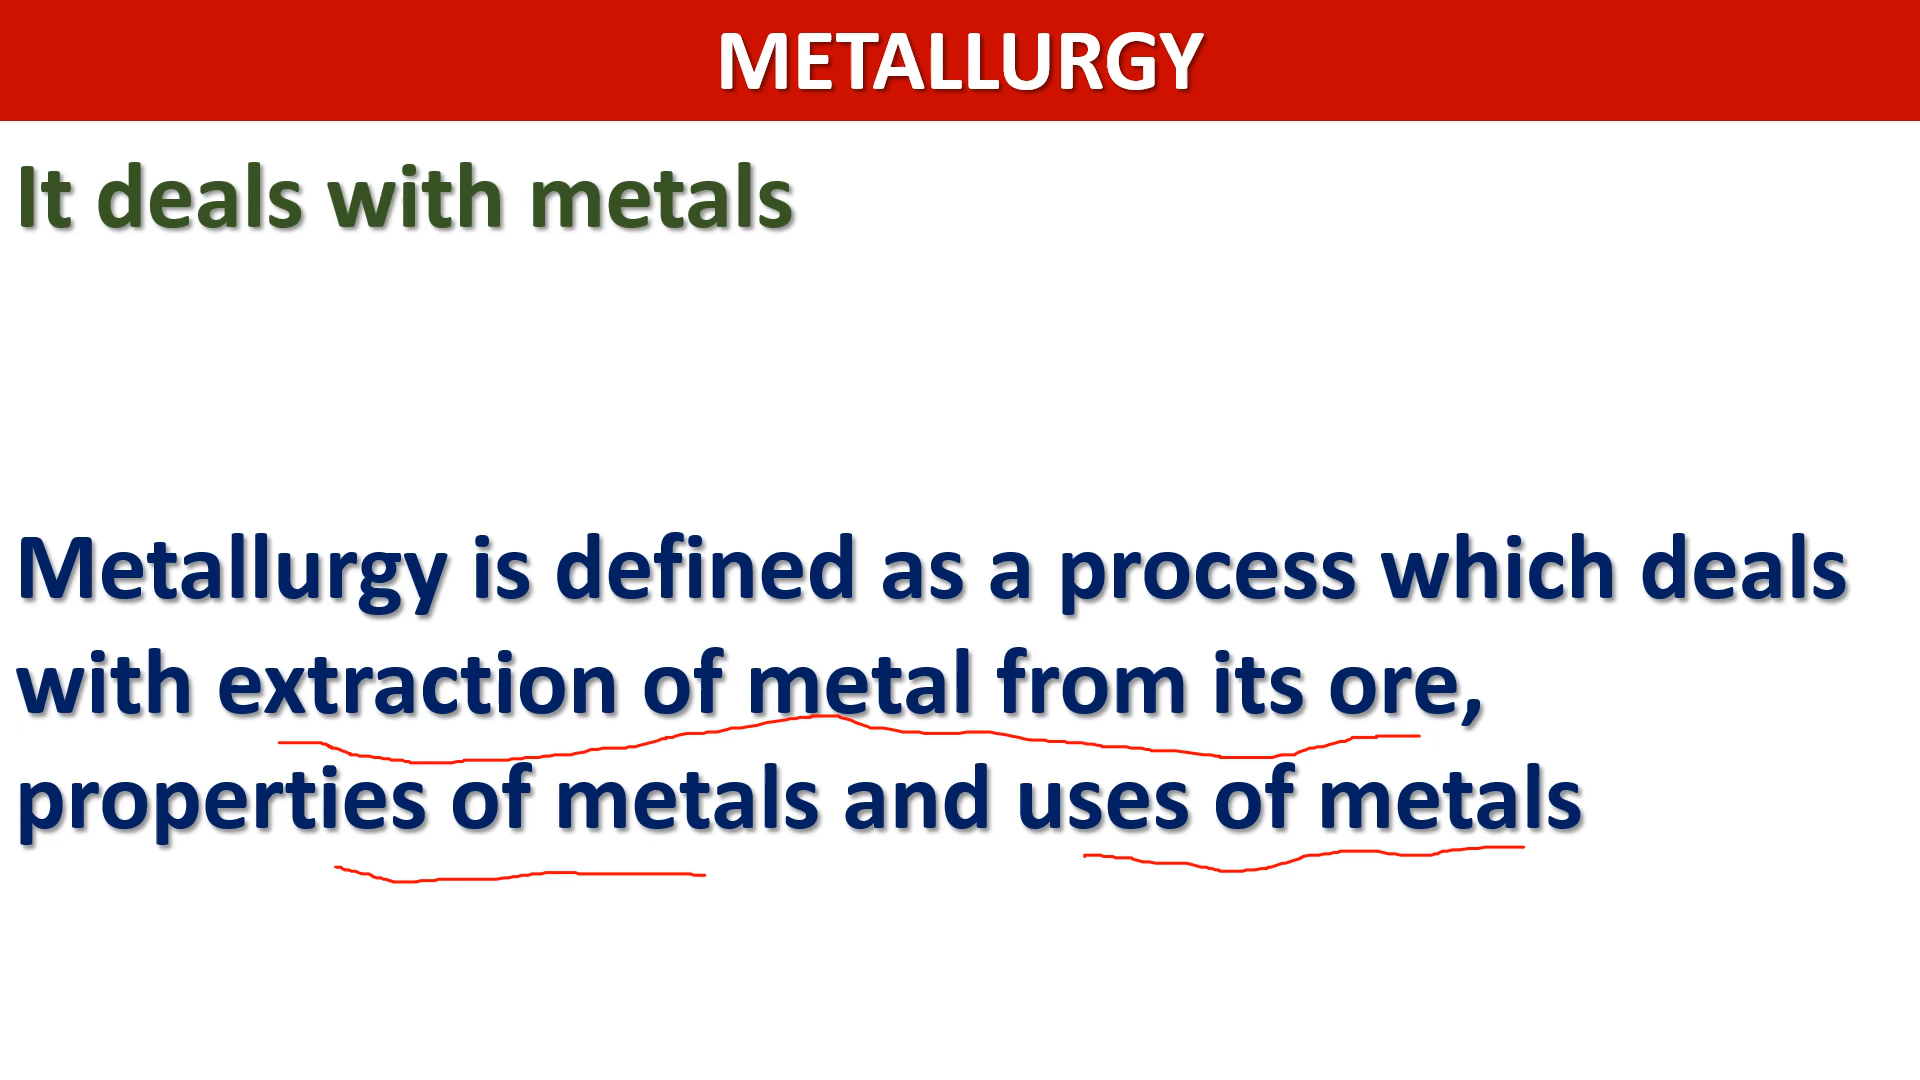 METALLURGY
It deals with metals
Metallurgy is defined as a process which deals
with extraction of metal from its ore,
properties of metals and uses of metals